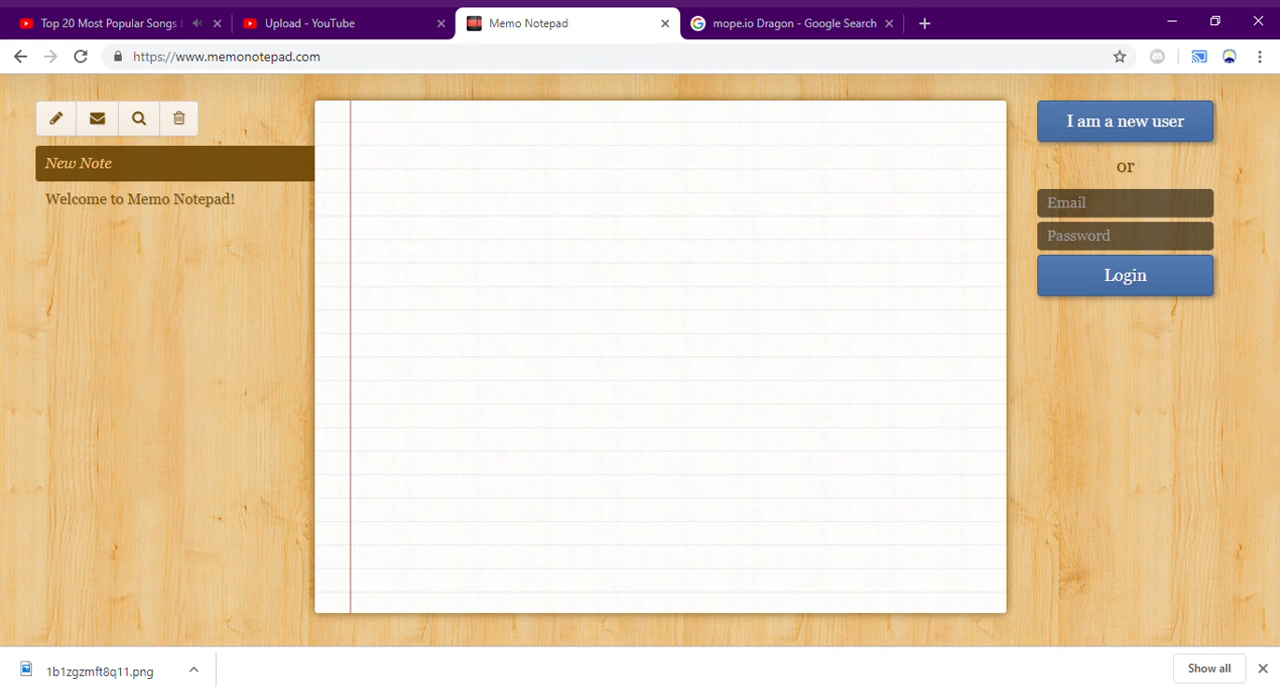 Top 20 Most Popular Songs
Upload - YouTube
Memo Notepad
mope.io Dragon - Google Search
https://www.memonotepad.com
New Note
Welcome to Memo Notepad!
I am a new user
or
Email
Password
Login
1b1zgzmft8q11.png
Show all